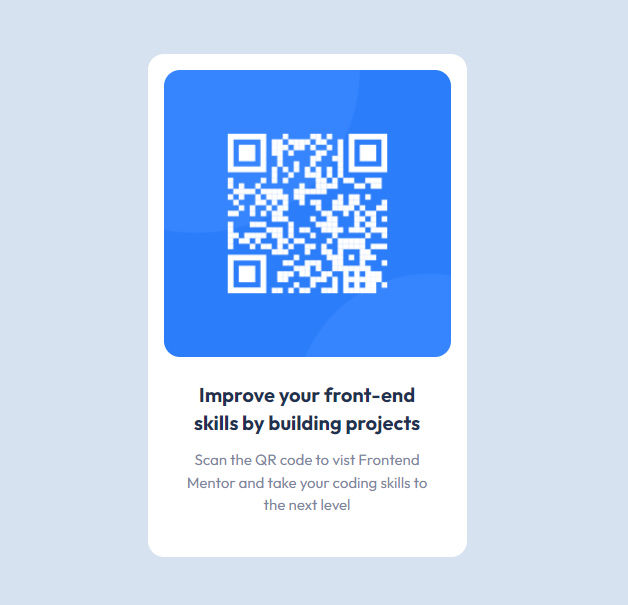 Improve your front-end
skills by building projects
Scan the QR code to vist Frontend
Mentor and take your coding skills to
the next level